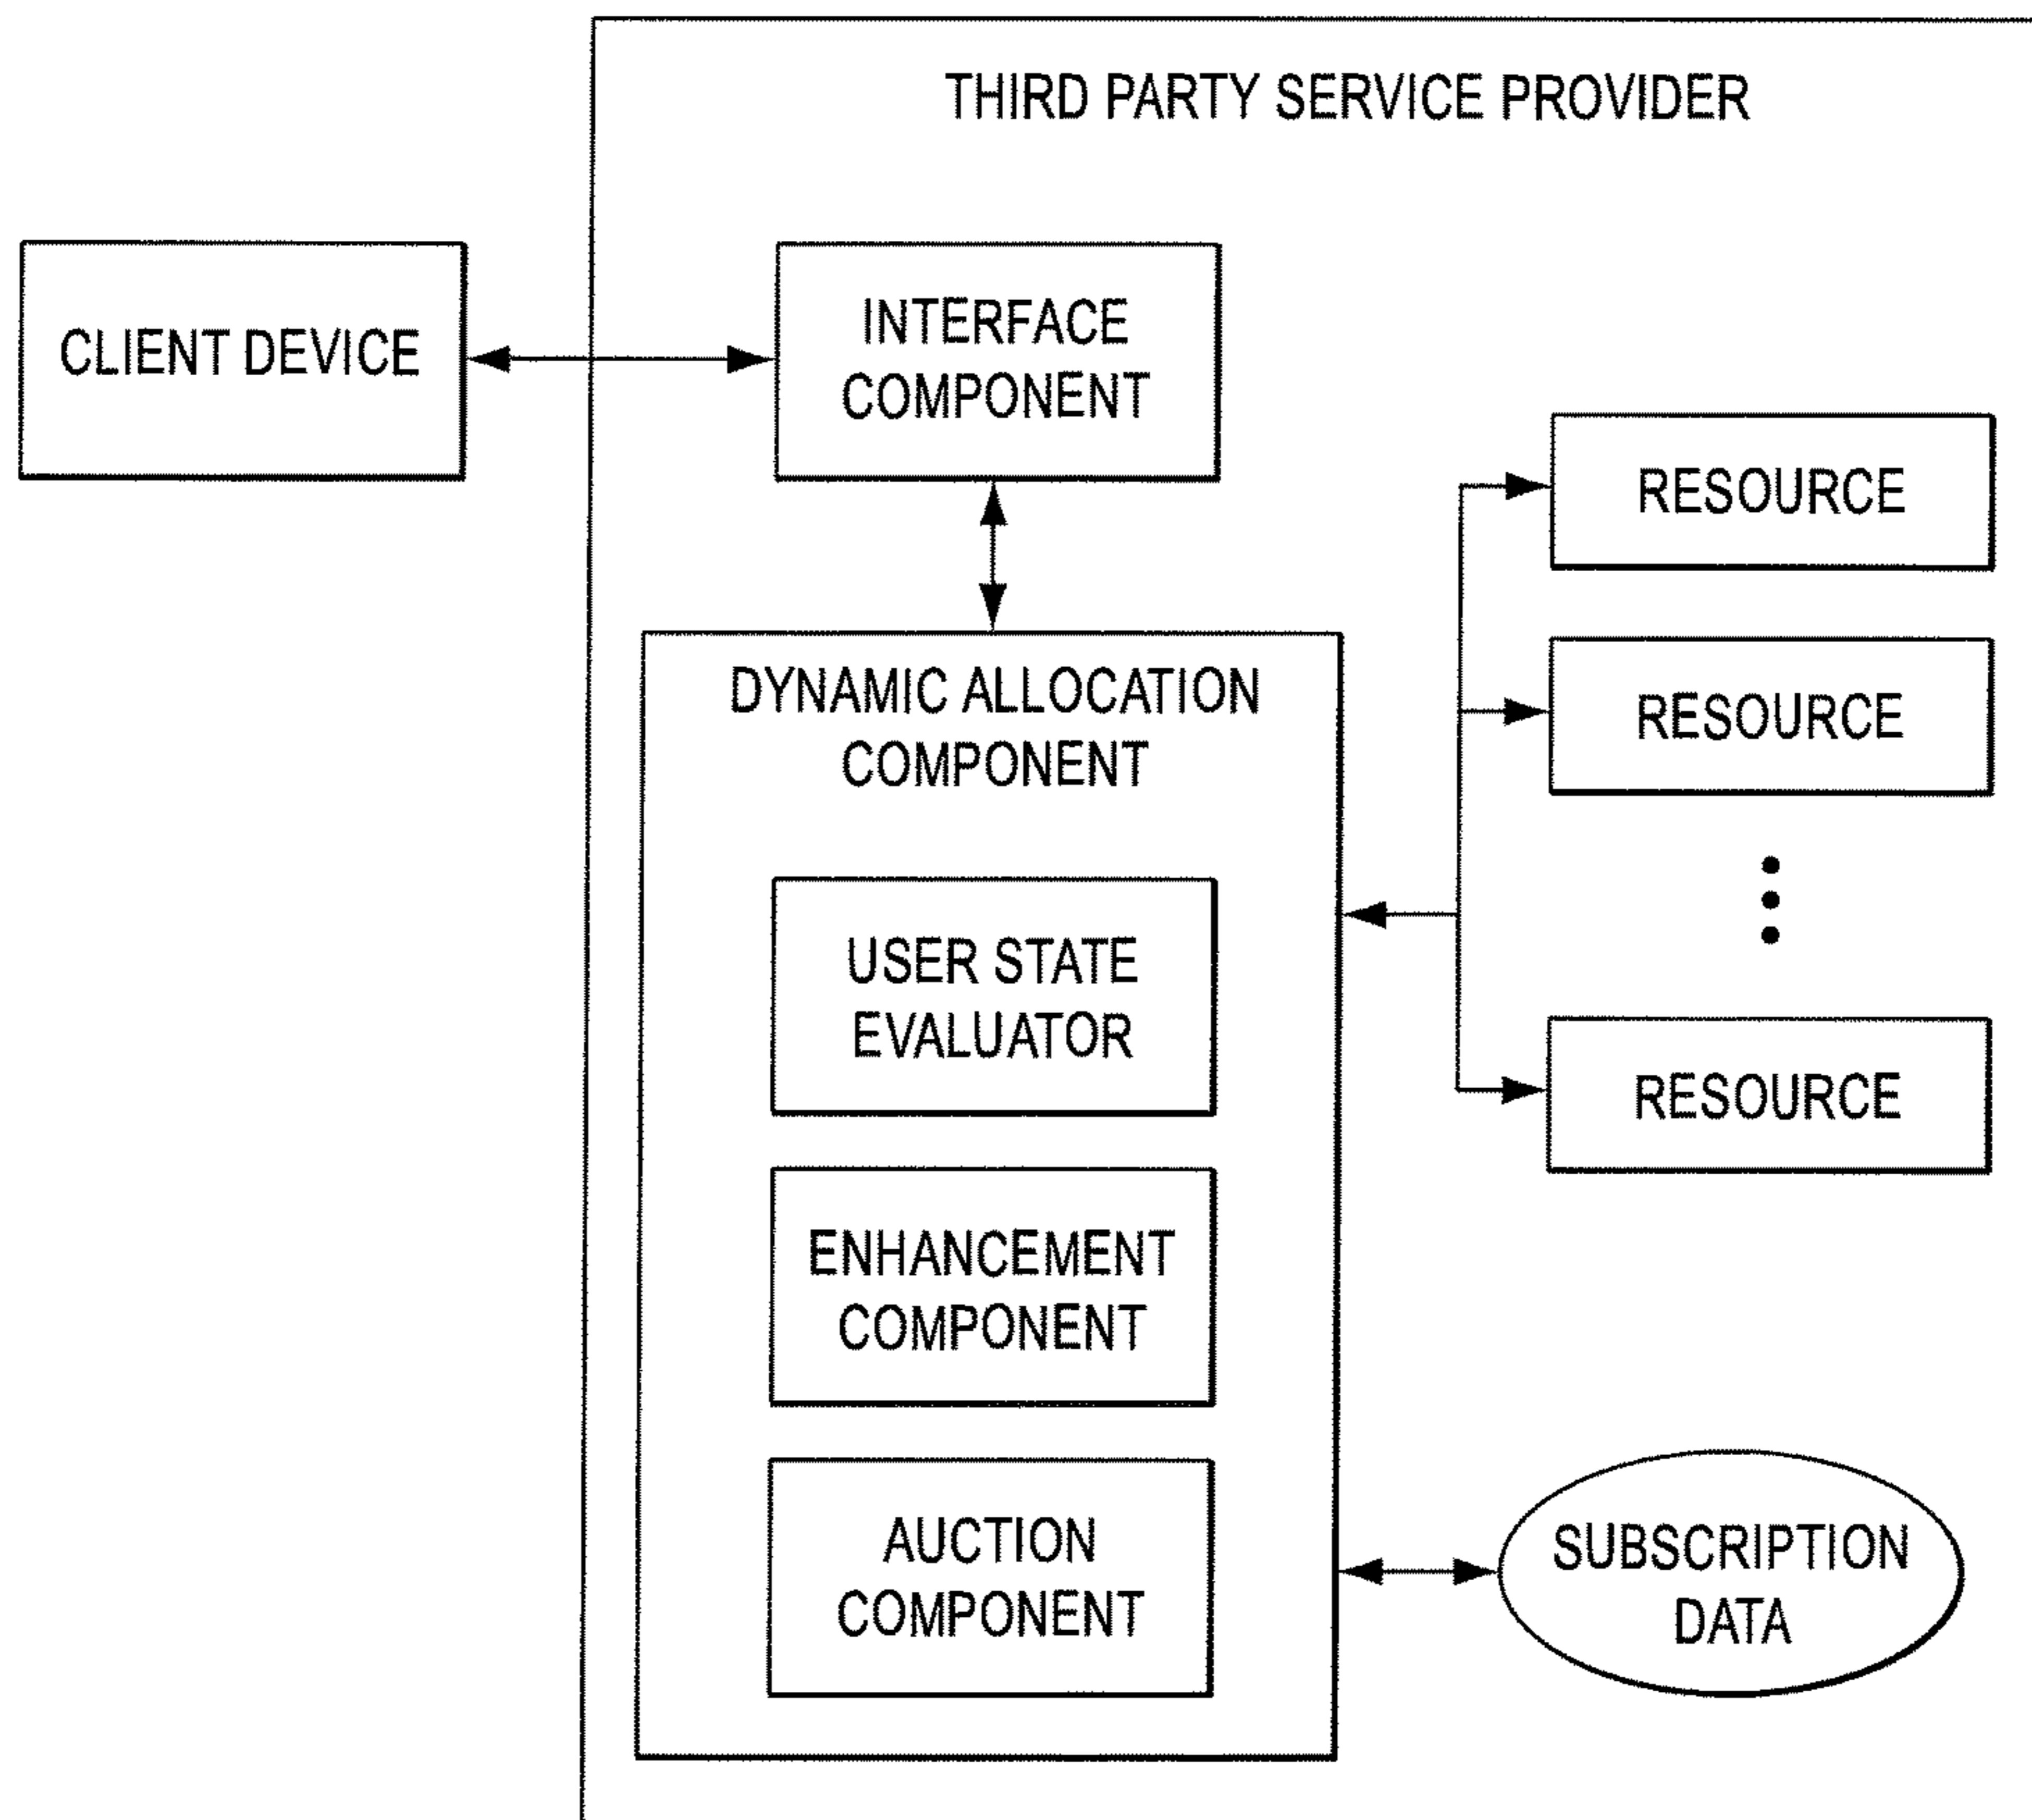 THIRD PARTY SERVICE PROVIDER
CLIENT DEVICE
INTERFACE
COMPONENT
RESOURCE
DYNAMIC ALLOCATION
COMPONENT
RESOURCE
USER STATE
EVALUATOR
RESOURCE
ENHANCEMENT
COMPONENT
AUCTION
COMPONENT
SUBSCRIPTION
DATA